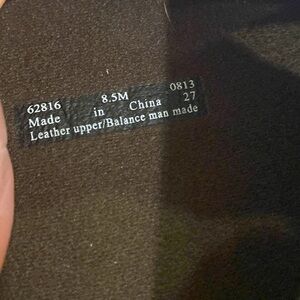 62816 8.5M 0813
Made in China 27
Leather upper/Balance man made